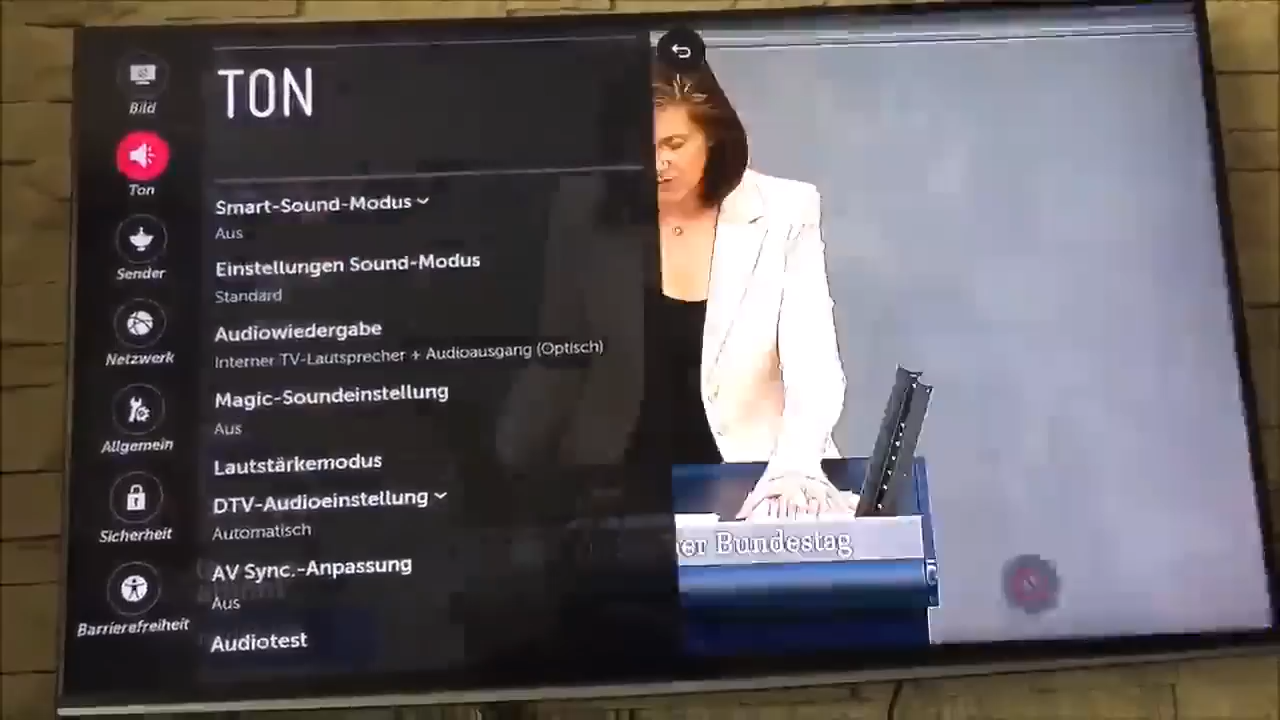 Bild
Ton
Sender
Netzwerk
Allgemein
Sicherheit
Barrierefreiheit
TON
Smart-Sound-Modus
Aus
Einstellungen Sound-Modus
Standard
Audiowiedergabe
Interner TV-Lautsprecher + Audioausgang (Optisch)
Magic-Soundeinstellung
Aus
Lautstärkemodus
DTV-Audioeinstellung
Automatisch
AV Sync.-Anpassung
Aus
Audiotest
er Bundestag